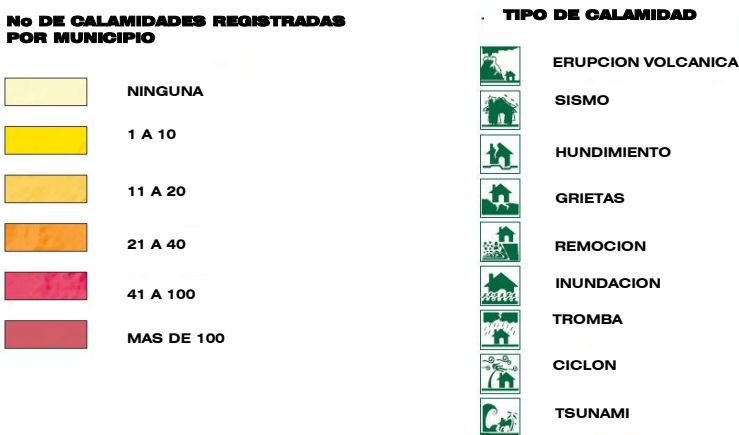 No DE CALAMIDADES REGISTRADAS
POR MUNICIPIO
NINGUNA
1 A 10
11 A 20
21 A 40
41 A 100
MAS DE 100
TIPO DE CALAMIDAD
ERUPCION VOLCANICA
SISMO
HUNDIMIENTO
GRIETAS
REMOCION
INUNDACION
TROMBA
CICLON
TSUNAMI